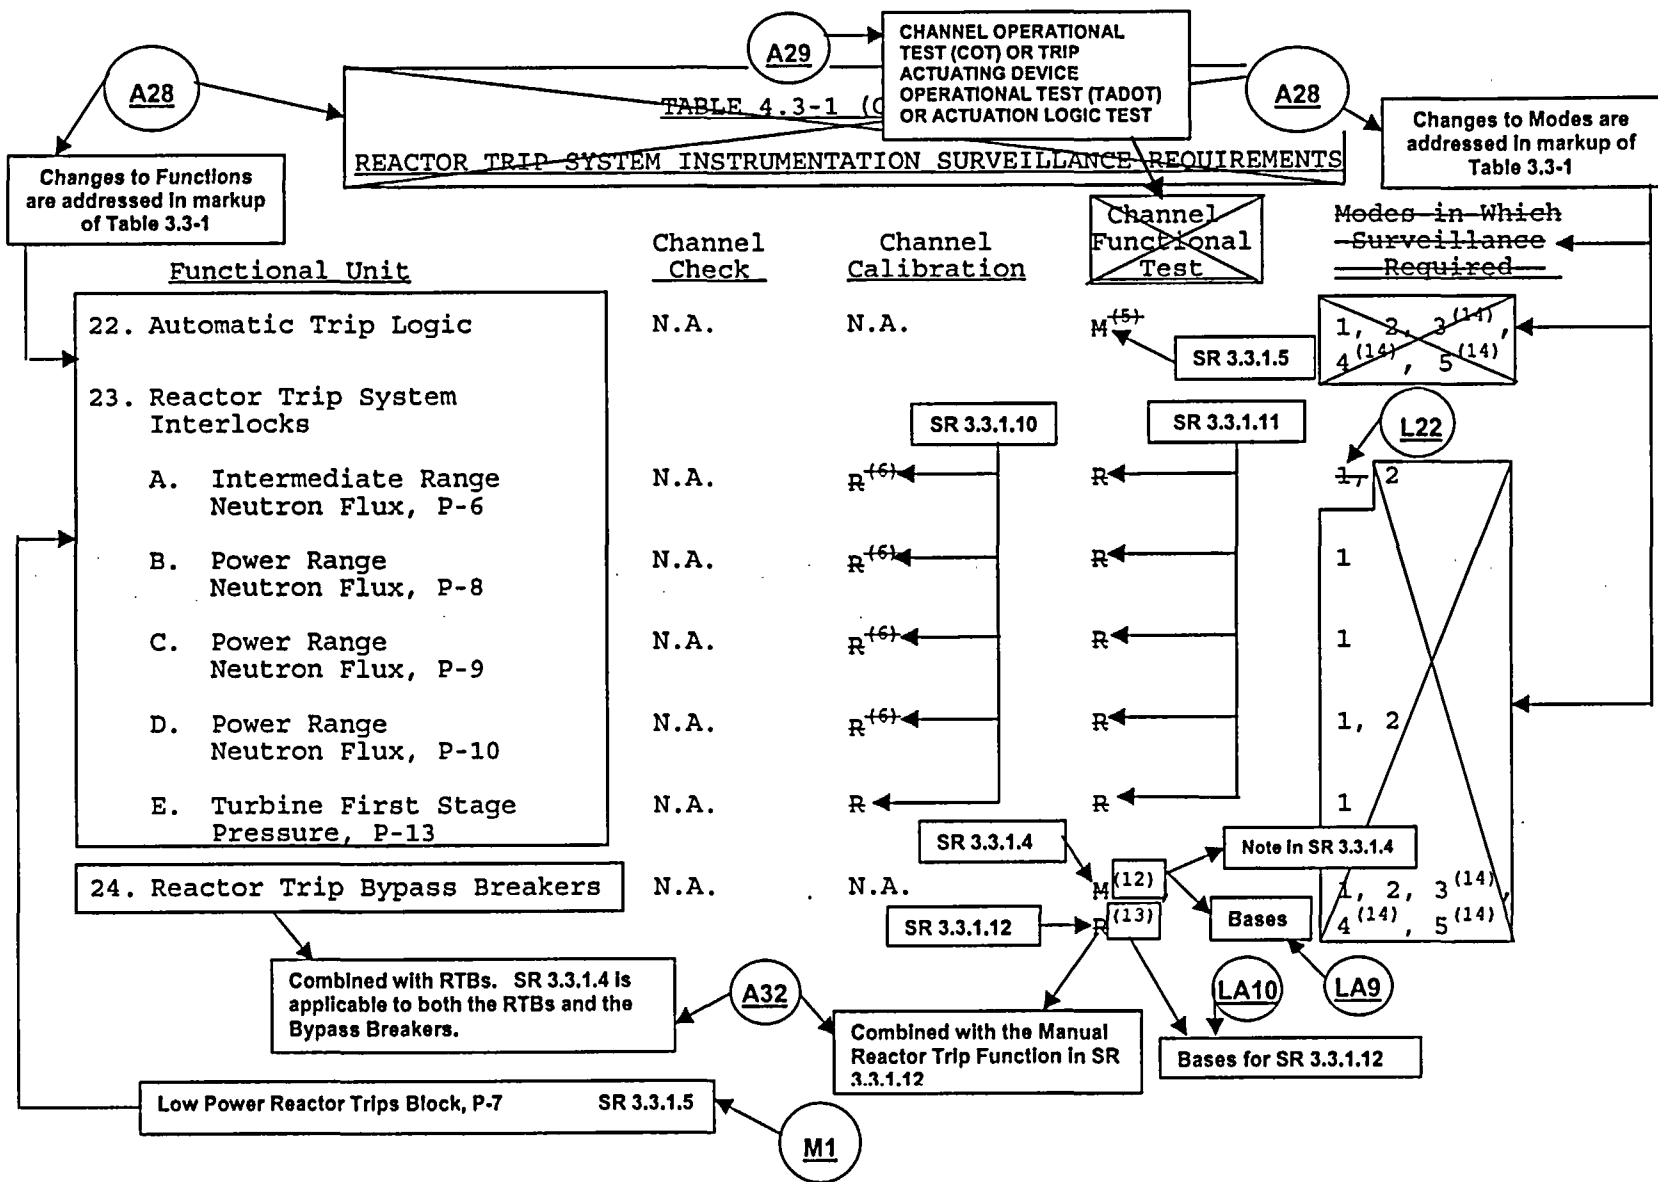 A28
A29
CHANNEL OPERATIONAL
TEST (COT) OR TRIP
ACTUATING DEVICE
OPERATIONAL TEST (TADOT)
OR ACTUATION LOGIC TEST
A28
Changes to Modes are
addressed in markup of
Table 3.3-1
TABLE 4.3-1 (C
REACTOR TRIP SYSTEM INSTRUMENTATION SURVEILLANCE REQUIREMENTS
Changes to Functions
are addressed in markup
of Table 3.3-1
Functional Unit
Channel
Check
Channel
Calibration
Channel
Functional
Test
Modes in Which
Surveillance
Required
22. Automatic Trip Logic N.A. N.A. M(5) 1, 2, 3(14),
SR 3.3.1.5 4(14), 5(14)
23. Reactor Trip System
Interlocks
SR 3.3.1.10 SR 3.3.1.11 L22
A. Intermediate Range N.A. R(6) R 1, 2
Neutron Flux, P-6
B. Power Range N.A. R(6) R 1
Neutron Flux, P-8
C. Power Range N.A. R(6) R 1
Neutron Flux, P-9
D. Power Range N.A. R(6) R 1, 2
Neutron Flux, P-10
E. Turbine First Stage N.A. R R 1
Pressure, P-13
SR 3.3.1.4 Note in SR 3.3.1.4
24. Reactor Trip Bypass Breakers N.A. N.A. M(12) 1, 2, 3(14),
SR 3.3.1.12 R(13) Bases 4(14), 5(14)
Combined with RTBs. SR 3.3.1.4 is
applicable to both the RTBs and the
Bypass Breakers.
A32
LA10
LA9
Combined with the Manual
Reactor Trip Function in SR
3.3.1.12
Bases for SR 3.3.1.12
Low Power Reactor Trips Block, P-7 SR 3.3.1.5
M1